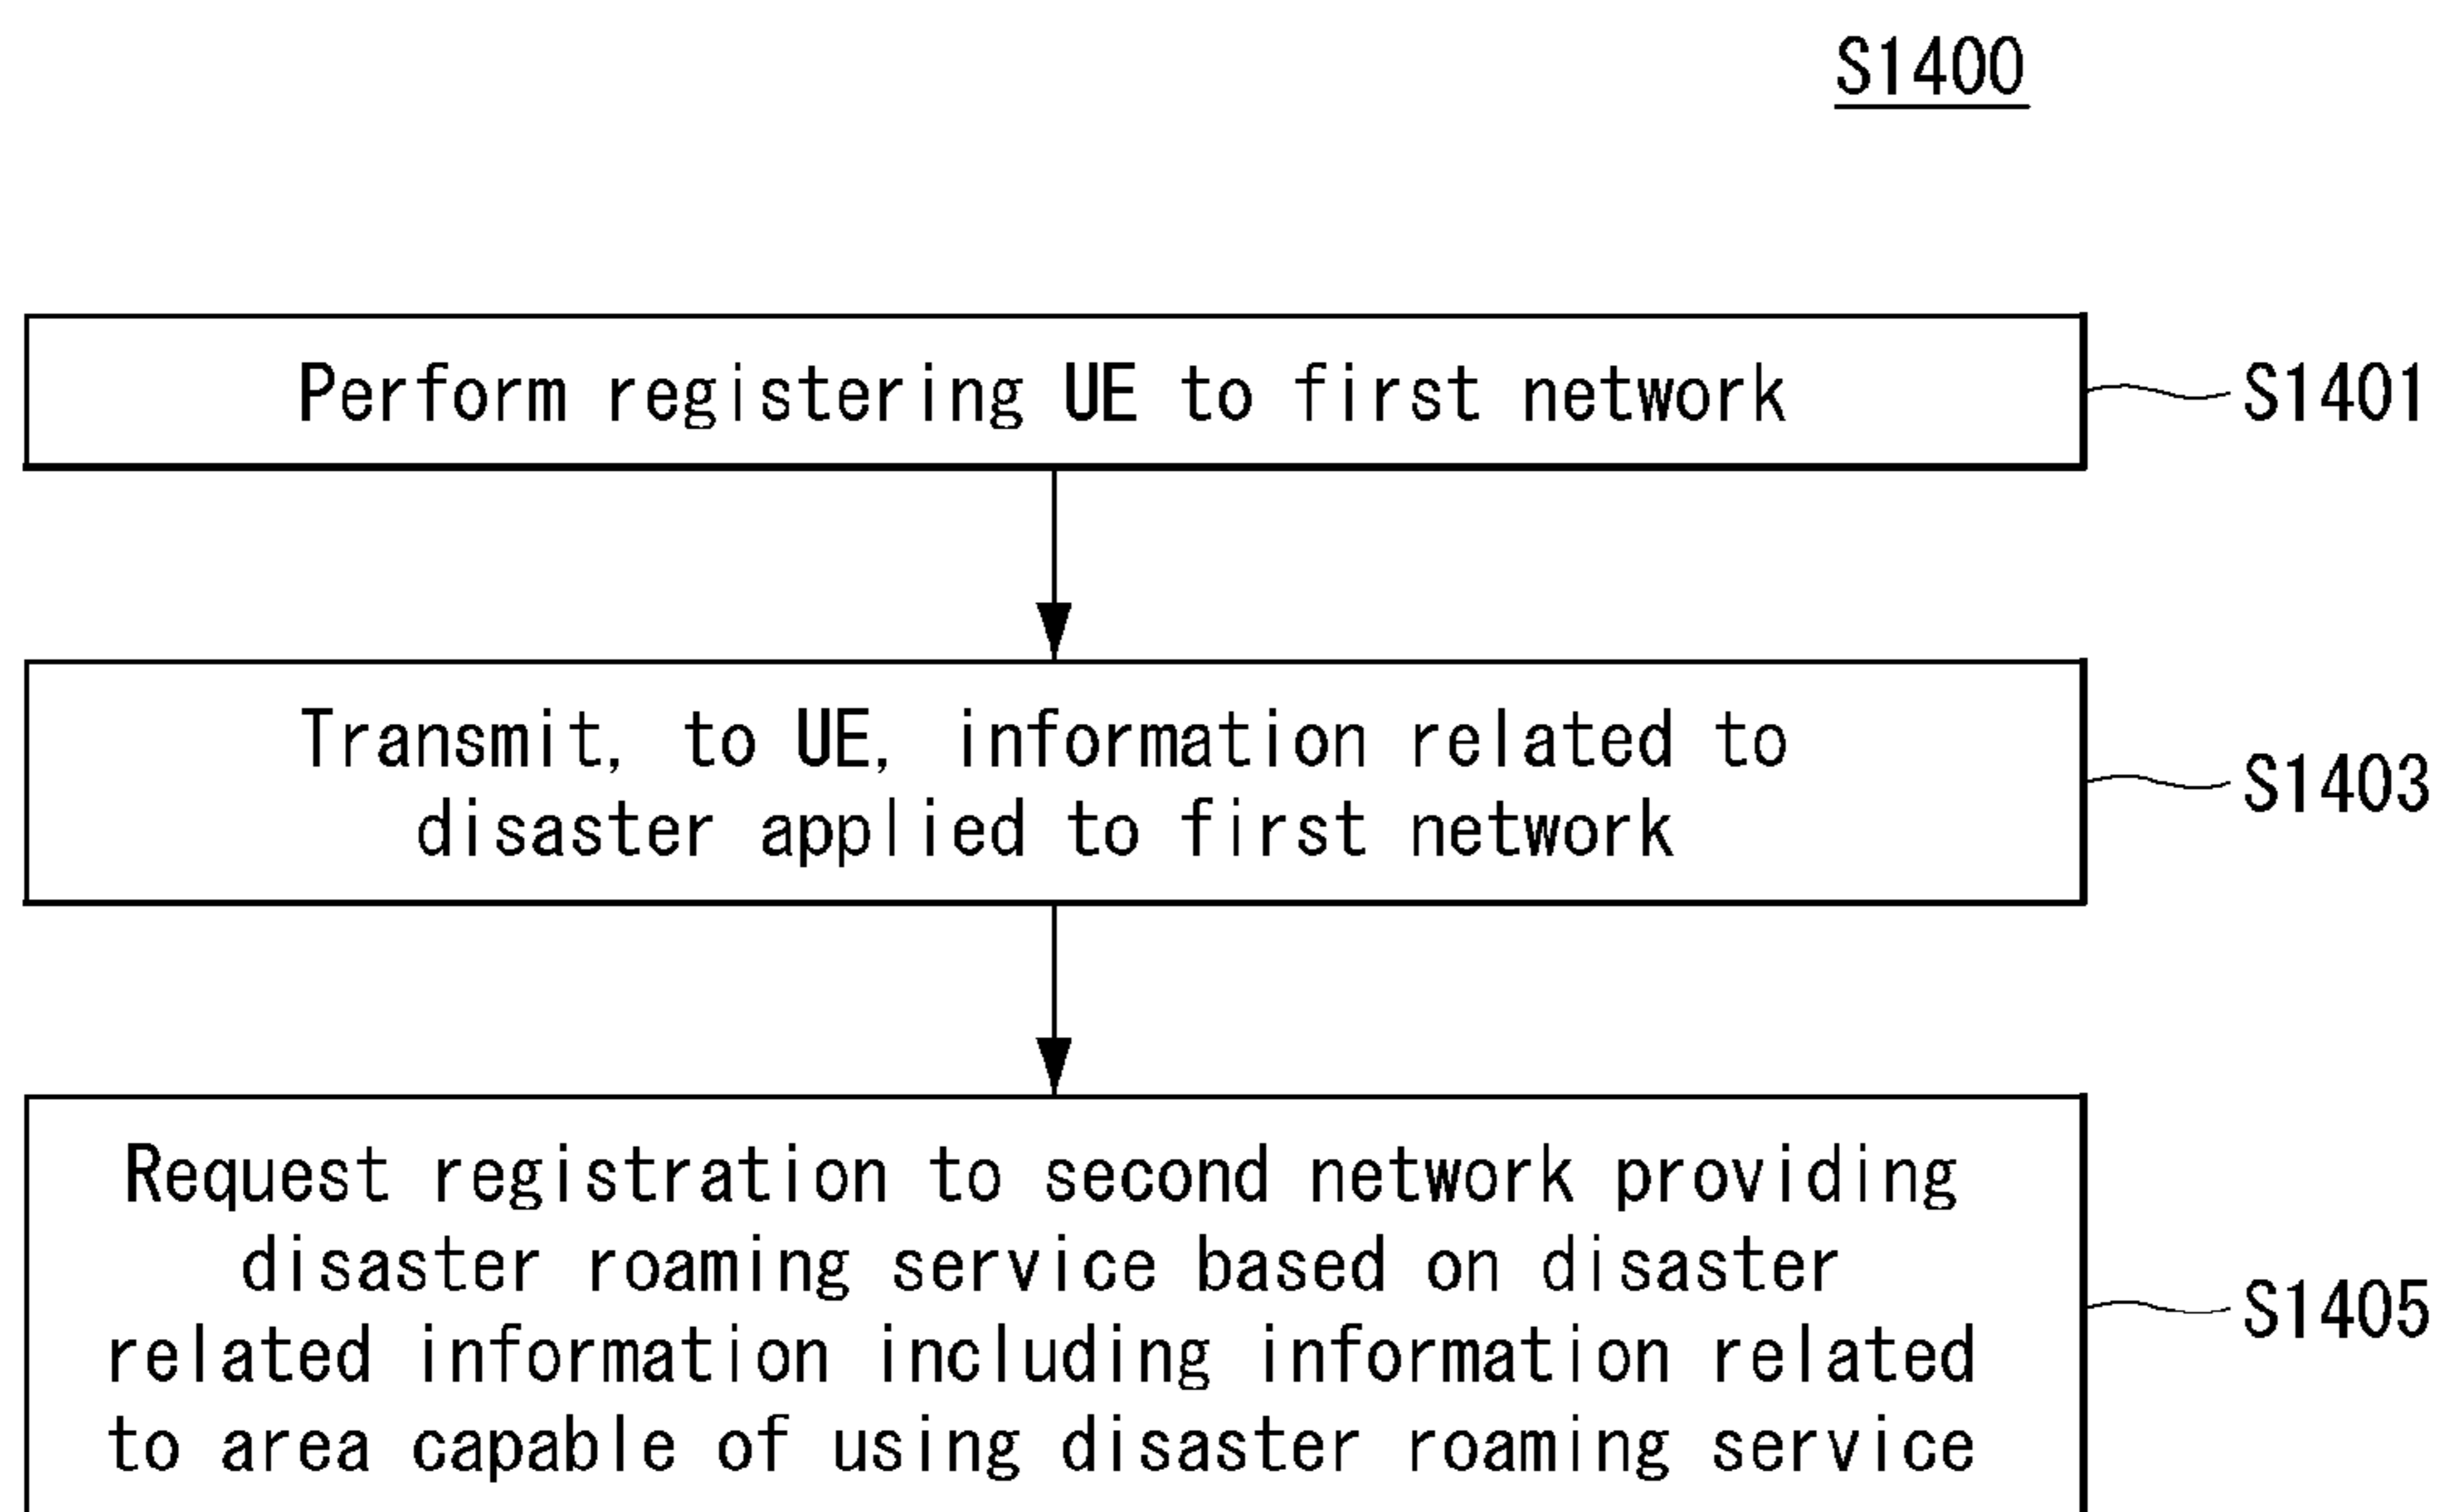 S1400
Perform registering UE to first network
S1401
Transmit, to UE, information related to
disaster applied to first network
S1403
Request registration to second network providing
disaster roaming service based on disaster
related information including information related
to area capable of using disaster roaming service
S1405